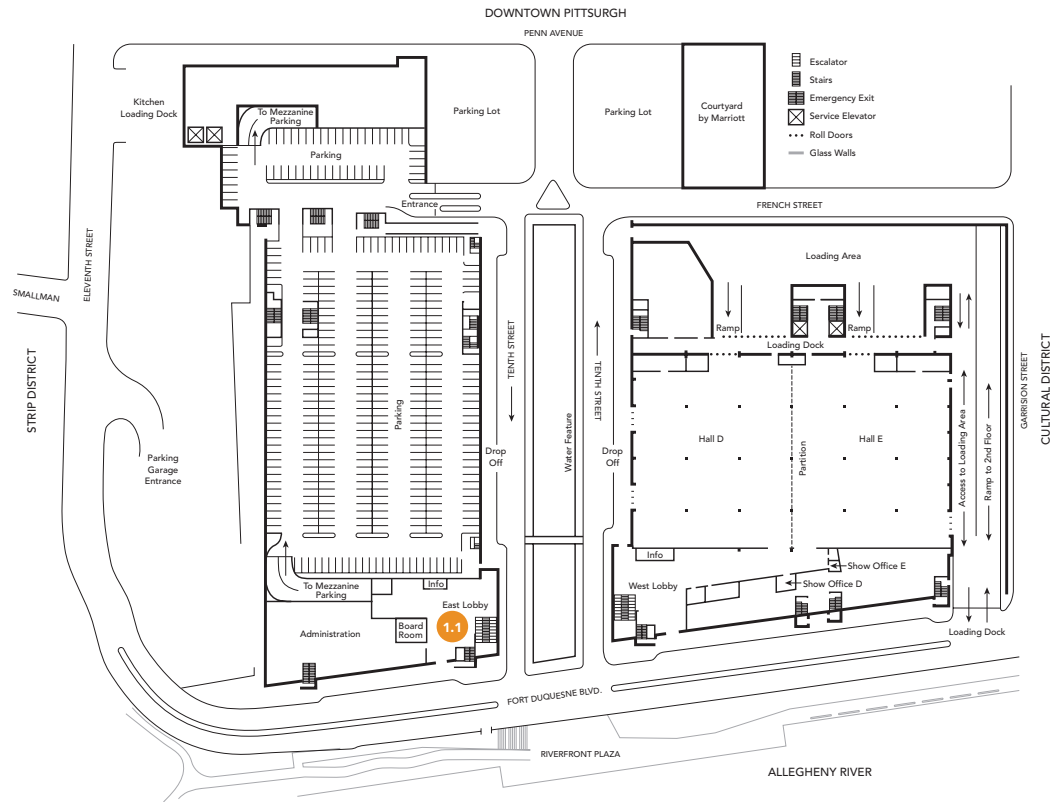 DOWNTOWN PITTSURGH
PENN AVENUE
Kitchen
Loading Dock
To Mezzanine
Parking
Parking
Parking Lot
Parking Lot
Courtyard
by Marriott
Escalator
Stairs
Emergency Exit
Service Elevator
Roll Doors
Glass Walls
Entrance
FRENCH STREET
ELEVENTH STREET
SMALLMAN
STRIP DISTRICT
Loading Area
Ramp
Ramp
Loading Dock
TENTH STREET
TENTH STREET
Parking
Water Feature
Drop
Off
Drop
Off
Hall D
Partition
Hall E
Access to Loading Area
Ramp to 2nd Floor
GARRISION STREET
CULTURAL DISTRICT
Parking
Garage
Entrance
Info
Show Office E
Show Office D
West Lobby
To Mezzanine
Parking
Info
East Lobby
Board
Room
1.1
Administration
Loading Dock
FORT DUQUESNE BLVD.
RIVERFRONT PLAZA
ALLEGHENY RIVER